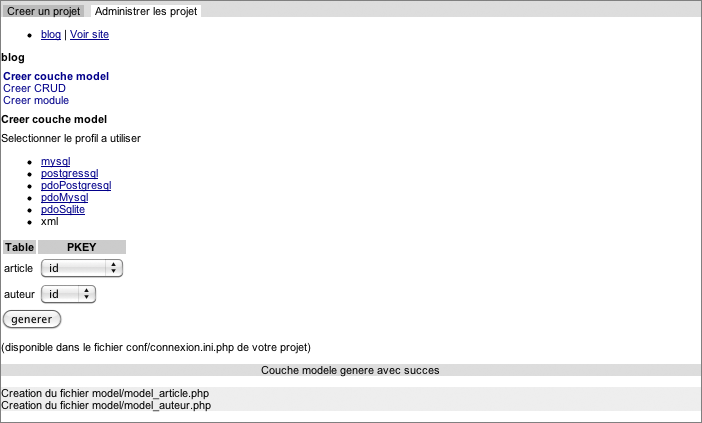 Creer un projet Administrer les projet
blog | Voir site
blog
Creer couche model
Creer CRUD
Creer module
Creer couche model
Selectionner le profil a utiliser
mysql
postgressql
pdoPostgresql
pdoMysql
pdoSqlite
xml
Table PKEY
article id
auteur id
generer
(disponible dans le fichier conf/connexion.ini.php de votre projet)
Couche modele genere avec succes
Creation du fichier model/model_article.php
Creation du fichier model/model_auteur.php